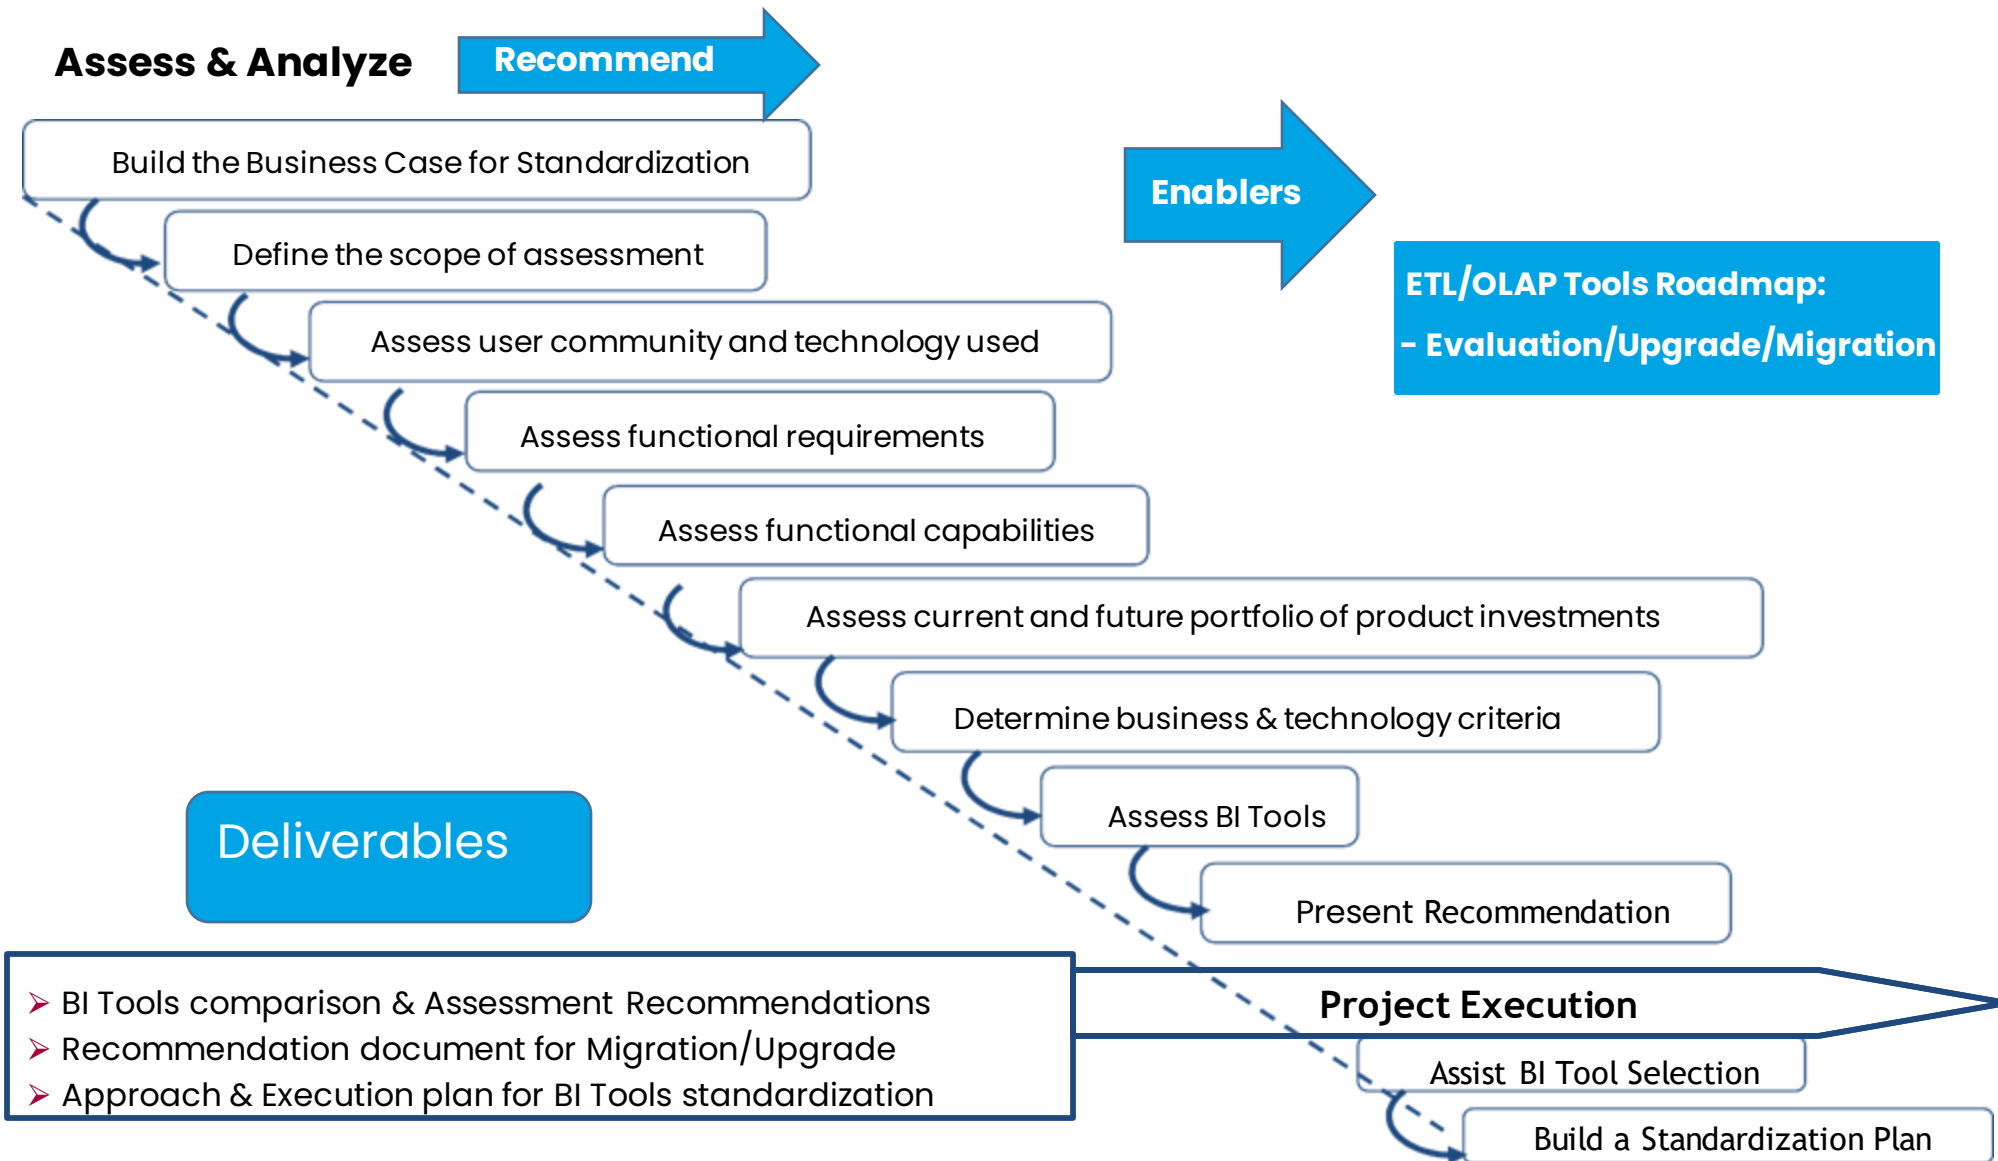 Assess & Analyze
Recommend
Build the Business Case for Standardization
Enablers
Define the scope of assessment
ETL/OLAP Tools Roadmap:
- Evaluation/Upgrade/Migration
Assess user community and technology used
Assess functional requirements
Assess functional capabilities
Assess current and future portfolio of product investments
Determine business & technology criteria
Assess BI Tools
Present Recommendation
Deliverables
➢ BI Tools comparison & Assessment Recommendations
➢ Recommendation document for Migration/Upgrade
➢ Approach & Execution plan for BI Tools standardization
Project Execution
Assist BI Tool Selection
Build a Standardization Plan